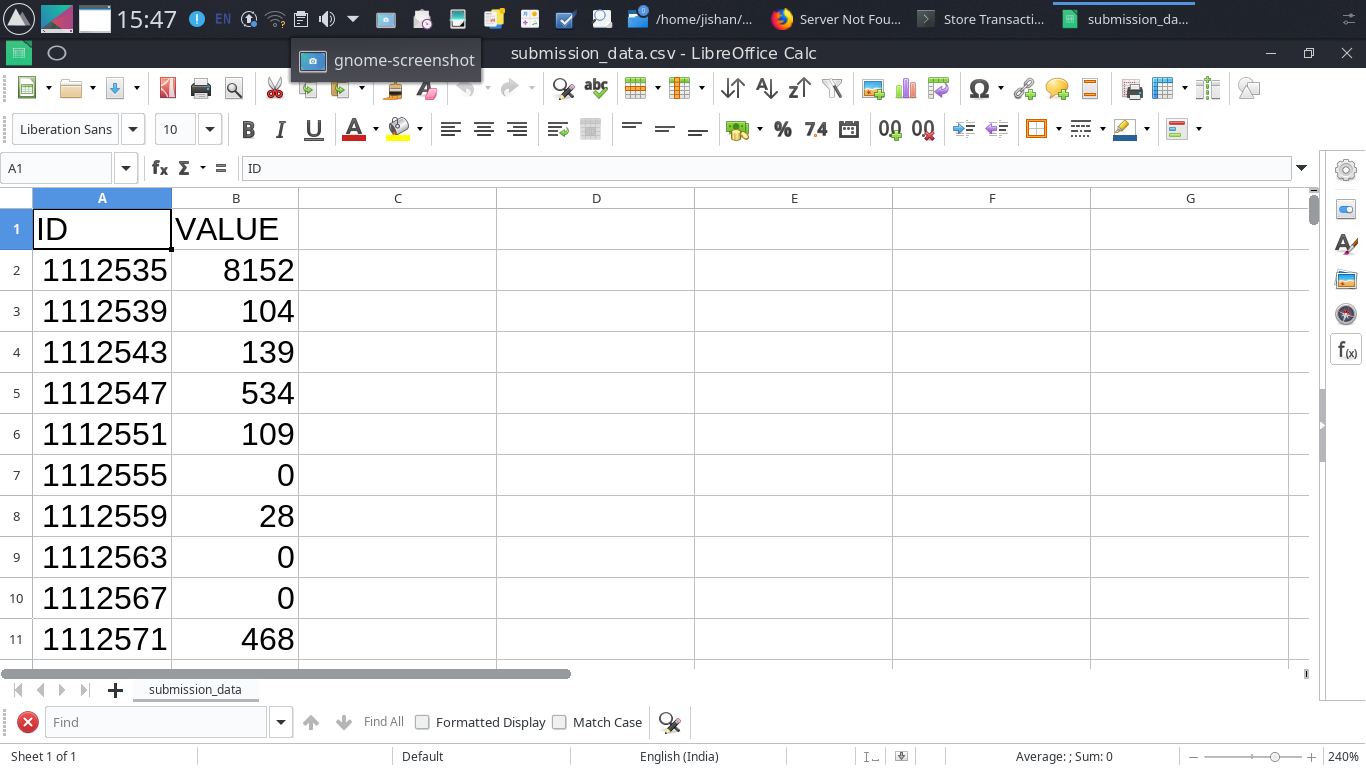 15:47 EN 0 /home/jishan/... Server Not Fou... Store Transacti... submission_da...
submission_data.csv - LibreOffice Calc
gnome-screenshot
Liberation Sans 10
A1 ID
A B C D E F G
1 ID VALUE
2 1112535 8152
3 1112539 104
4 1112543 139
5 1112547 534
6 1112551 109
7 1112555 0
8 1112559 28
9 1112563 0
10 1112567 0
11 1112571 468
submission_data
Find Find All Formatted Display Match Case
Sheet 1 of 1 Default English (India) Average: ; Sum: 0 240%